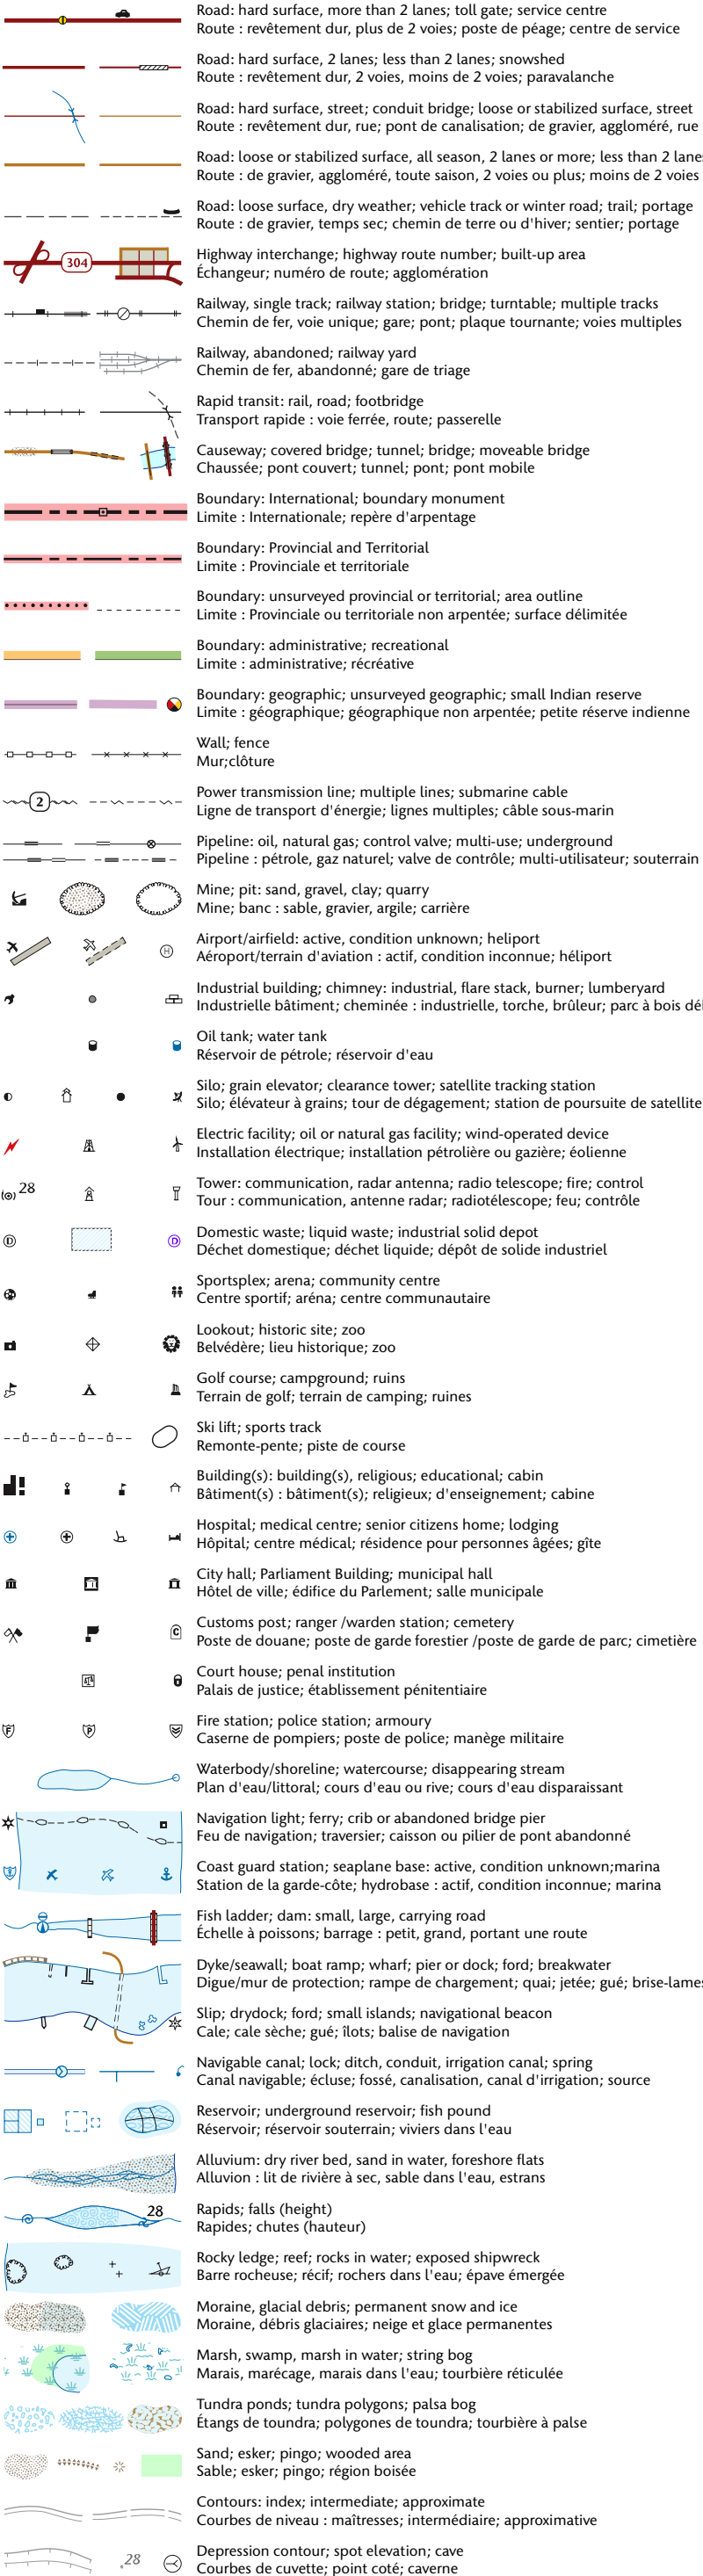 Road: hard surface, more than 2 lanes; toll gate; service centre
Route : revêtement dur, plus de 2 voies; poste de péage; centre de service
Road: hard surface, 2 lanes; less than 2 lanes; snowshed
Route : revêtement dur, 2 voies, moins de 2 voies; paravalanche
Road: hard surface, street; conduit bridge; loose or stabilized surface, street
Route : revêtement dur, rue; pont de canalisation; de gravier, aggloméré, rue
Road: loose or stabilized surface, all season, 2 lanes or more; less than 2 lanes
Route : de gravier, aggloméré, toute saison, 2 voies ou plus; moins de 2 voies
Road: loose surface, dry weather; vehicle track or winter road; trail; portage
Route : de gravier, temps sec; chemin de terre ou d'hiver; sentier; portage
304
Highway interchange; highway route number; built-up area
Échangeur; numéro de route; agglomération
Railway, single track; railway station; bridge; turntable; multiple tracks
Chemin de fer, voie unique; gare; pont; plaque tournante; voies multiples
Railway, abandoned; railway yard
Chemin de fer, abandonné; gare de triage
Rapid transit: rail, road; footbridge
Transport rapide : voie ferrée, route; passerelle
Causeway; covered bridge; tunnel; bridge; moveable bridge
Chaussée; pont couvert; tunnel; pont; pont mobile
Boundary: International; boundary monument
Limite : Internationale; repère d'arpentage
Boundary: Provincial and Territorial
Limite : Provinciale et territoriale
Boundary: unsurveyed provincial or territorial; area outline
Limite : Provinciale ou territoriale non arpentée; surface délimitée
Boundary: administrative; recreational
Limite : administrative; récréative
Boundary: geographic; unsurveyed geographic; small Indian reserve
Limite : géographique; géographique non arpentée; petite réserve indienne
Wall; fence
Mur;clôture
2
Power transmission line; multiple lines; submarine cable
Ligne de transport d'énergie; lignes multiples; câble sous-marin
Pipeline: oil, natural gas; control valve; multi-use; underground
Pipeline : pétrole, gaz naturel; valve de contrôle; multi-utilisateur; souterrain
Mine; pit: sand, gravel, clay; quarry
Mine; banc : sable, gravier, argile; carrière
H
Airport/airfield: active, condition unknown; heliport
Aéroport/terrain d'aviation : actif, condition inconnue; héliport
Industrial building; chimney: industrial, flare stack, burner; lumberyard
Industrielle bâtiment; cheminée : industrielle, torche, brûleur; parc à bois dé
Oil tank; water tank
Réservoir de pétrole; réservoir d'eau
Silo; grain elevator; clearance tower; satellite tracking station
Silo; élévateur à grains; tour de dégagement; station de poursuite de satellite
Electric facility; oil or natural gas facility; wind-operated device
Installation électrique; installation pétrolière ou gazière; éolienne
28
Tower: communication, radar antenna; radio telescope; fire; control
Tour : communication, antenne radar; radiotélescope; feu; contrôle
D D
Domestic waste; liquid waste; industrial solid depot
Déchet domestique; déchet liquide; dépôt de solide industriel
Sportsplex; arena; community centre
Centre sportif; aréna; centre communautaire
Lookout; historic site; zoo
Belvédère; lieu historique; zoo
Golf course; campground; ruins
Terrain de golf; terrain de camping; ruines
Ski lift; sports track
Remonte-pente; piste de course
Building(s): building(s), religious; educational; cabin
Bâtiment(s) : bâtiment(s); religieux; d'enseignement; cabine
Hospital; medical centre; senior citizens home; lodging
Hôpital; centre médical; résidence pour personnes âgées; gîte
City hall; Parliament Building; municipal hall
Hôtel de ville; édifice du Parlement; salle municipale
C
Customs post; ranger /warden station; cemetery
Poste de douane; poste de garde forestier /poste de garde de parc; cimetière
Court house; penal institution
Palais de justice; établissement pénitentiaire
F P
Fire station; police station; armoury
Caserne de pompiers; poste de police; manège militaire
Waterbody/shoreline; watercourse; disappearing stream
Plan d'eau/littoral; cours d'eau ou rive; cours d'eau disparaissant
Navigation light; ferry; crib or abandoned bridge pier
Feu de navigation; traversier; caisson ou pilier de pont abandonné
Coast guard station; seaplane base: active, condition unknown;marina
Station de la garde-côte; hydrobase : actif, condition inconnue; marina
Fish ladder; dam: small, large, carrying road
Échelle à poissons; barrage : petit, grand, portant une route
Dyke/seawall; boat ramp; wharf; pier or dock; ford; breakwater
Digue/mur de protection; rampe de chargement; quai; jetée; gué; brise-lames
Slip; drydock; ford; small islands; navigational beacon
Cale; cale sèche; gué; îlots; balise de navigation
Navigable canal; lock; ditch, conduit, irrigation canal; spring
Canal navigable; écluse; fossé, canalisation, canal d'irrigation; source
Reservoir; underground reservoir; fish pound
Réservoir; réservoir souterrain; viviers dans l'eau
Alluvium: dry river bed, sand in water, foreshore flats
Alluvion : lit de rivière à sec, sable dans l'eau, estrans
28
Rapids; falls (height)
Rapides; chutes (hauteur)
Rocky ledge; reef; rocks in water; exposed shipwreck
Barre rocheuse; récif; rochers dans l'eau; épave émergée
Moraine, glacial debris; permanent snow and ice
Moraine, débris glaciaires; neige et glace permanentes
Marsh, swamp, marsh in water; string bog
Marais, marécage, marais dans l'eau; tourbière réticulée
Tundra ponds; tundra polygons; palsa bog
Étangs de toundra; polygones de toundra; tourbière à palse
Sand; esker; pingo; wooded area
Sable; esker; pingo; région boisée
Contours: index; intermediate; approximate
Courbes de niveau : maîtresses; intermédiaire; approximative
.28
Depression contour; spot elevation; cave
Courbes de cuvette; point coté; caverne